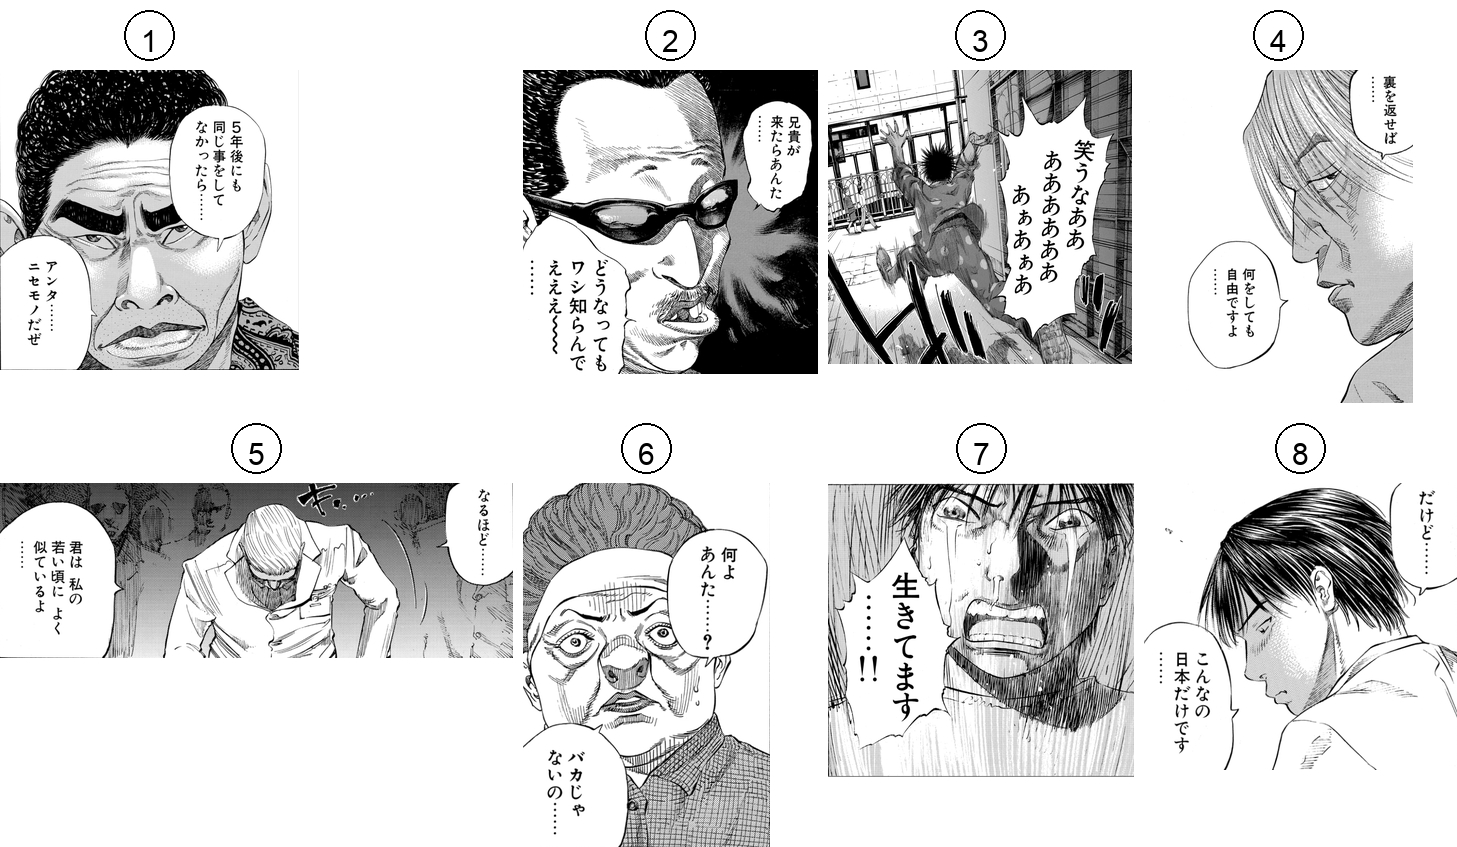 1
5年後にも
同じ事をして
なかったら……
アンタ……
ニセモノだぜ
2
兄貴が
来たらあんた
……
どうなっても
ワシ知らんで
えええ～～
……
3
笑うなああ
ああああああ
あぁあぁあ
4
裏を返せば
……
何をしても
自由ですよ
……
5
なるほど……
君は 私の
若い頃に よく
似ているよ
……
6
何よ
あんた……？
バカじゃ
ないの……
7
生きてます
……!!
8
だけど……
こんなの
日本だけです
……